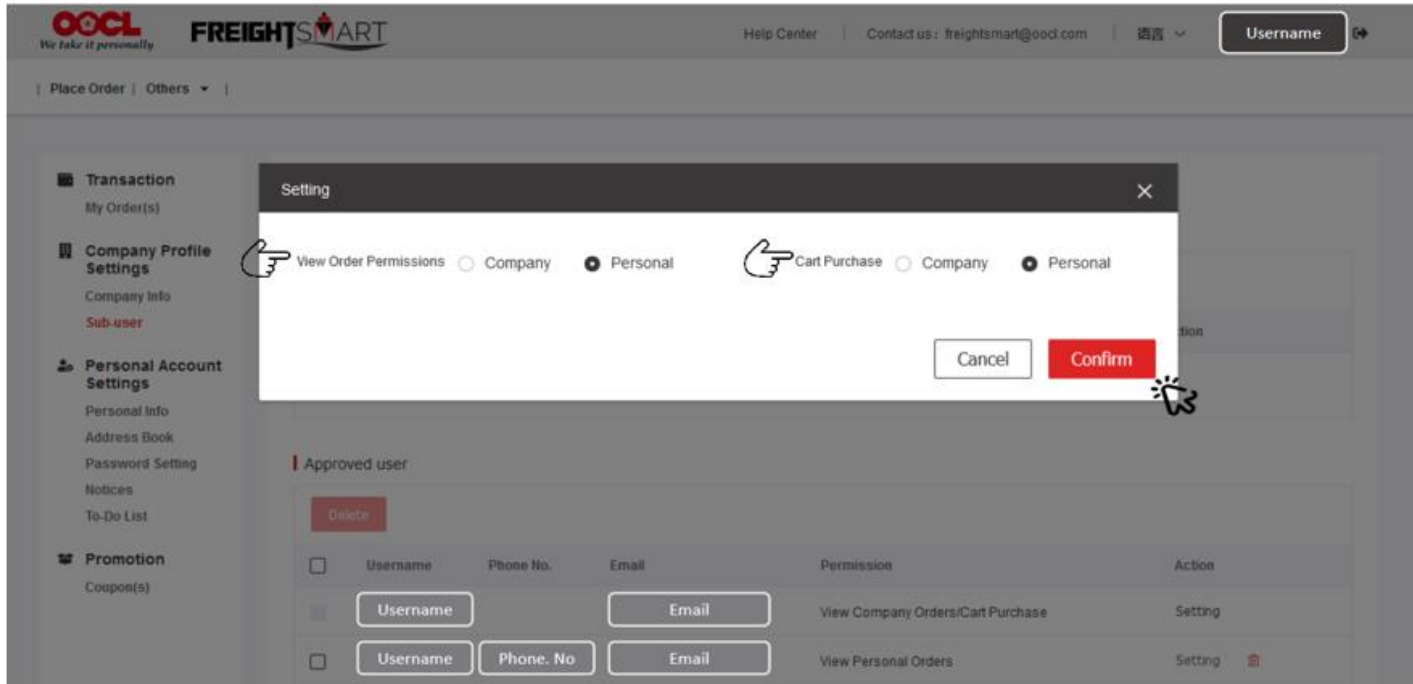 OOCL
We take it personally
FREIGHTSMART
Help Center | Contact us: freightsmart@oocl.com | 语言
Username
| Place Order | Others |
Transaction
My Order(s)
Company Profile
Settings
Company Info
Sub-user
Personal Account
Settings
Personal Info
Address Book
Password Setting
Notices
To-Do List
Promotion
Coupon(s)
Setting
View Order Permissions Company Personal
Cart Purchase Company Personal
Cancel Confirm
Approved user
Delete
Username Phone No. Email Permission Action
Username Email View Company Orders/Cart Purchase Setting
Username Phone. No Email View Personal Orders Setting